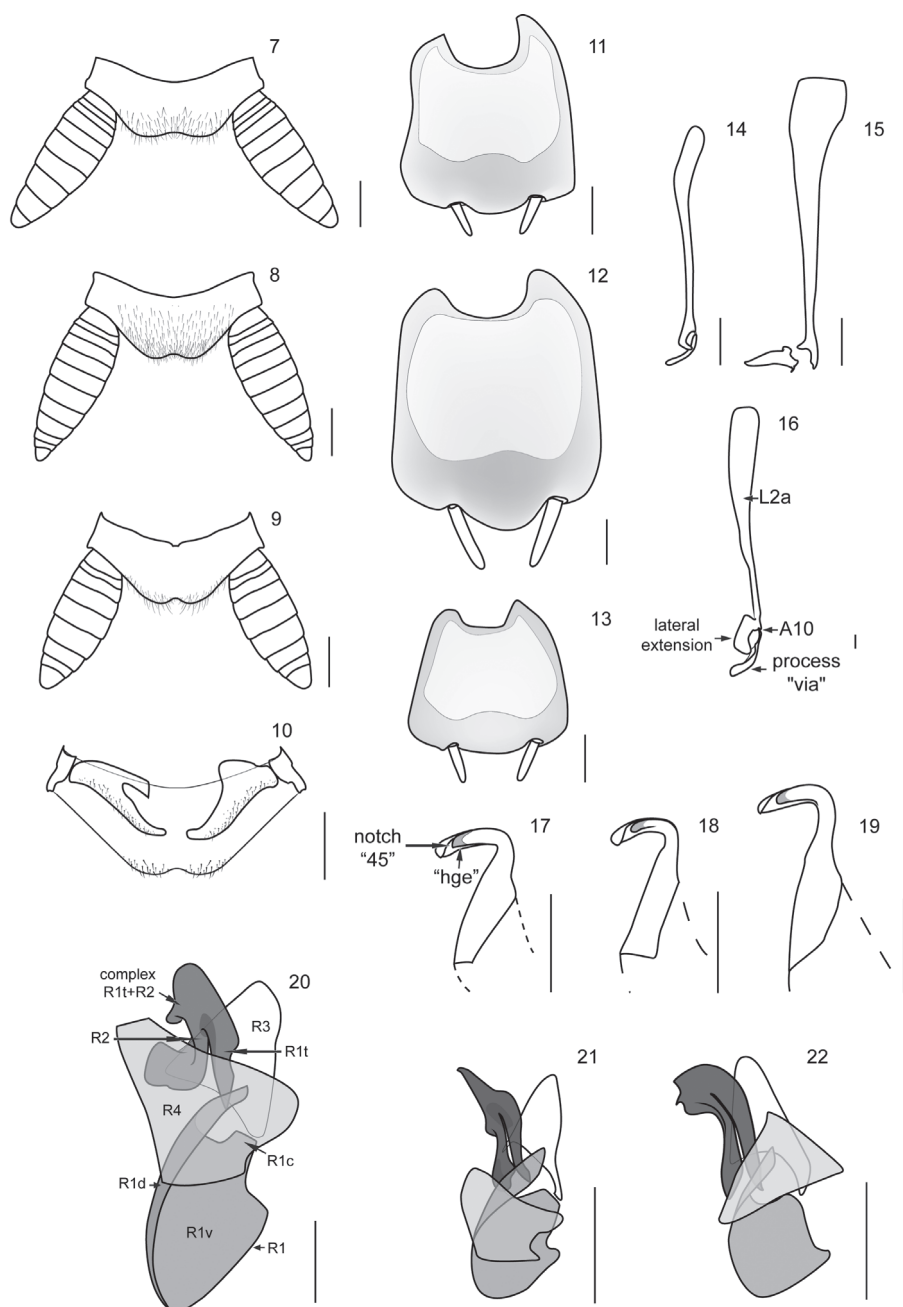 7
11
14
15
8
12
16
L2a
9
13
lateral
extension
A10
process
"via"
10
notch
“45”
“hge”
17
18
19
complex
R1t+R2
20
R3
R2
R1t
R4
R1c
R1d
R1v
R1
21
22